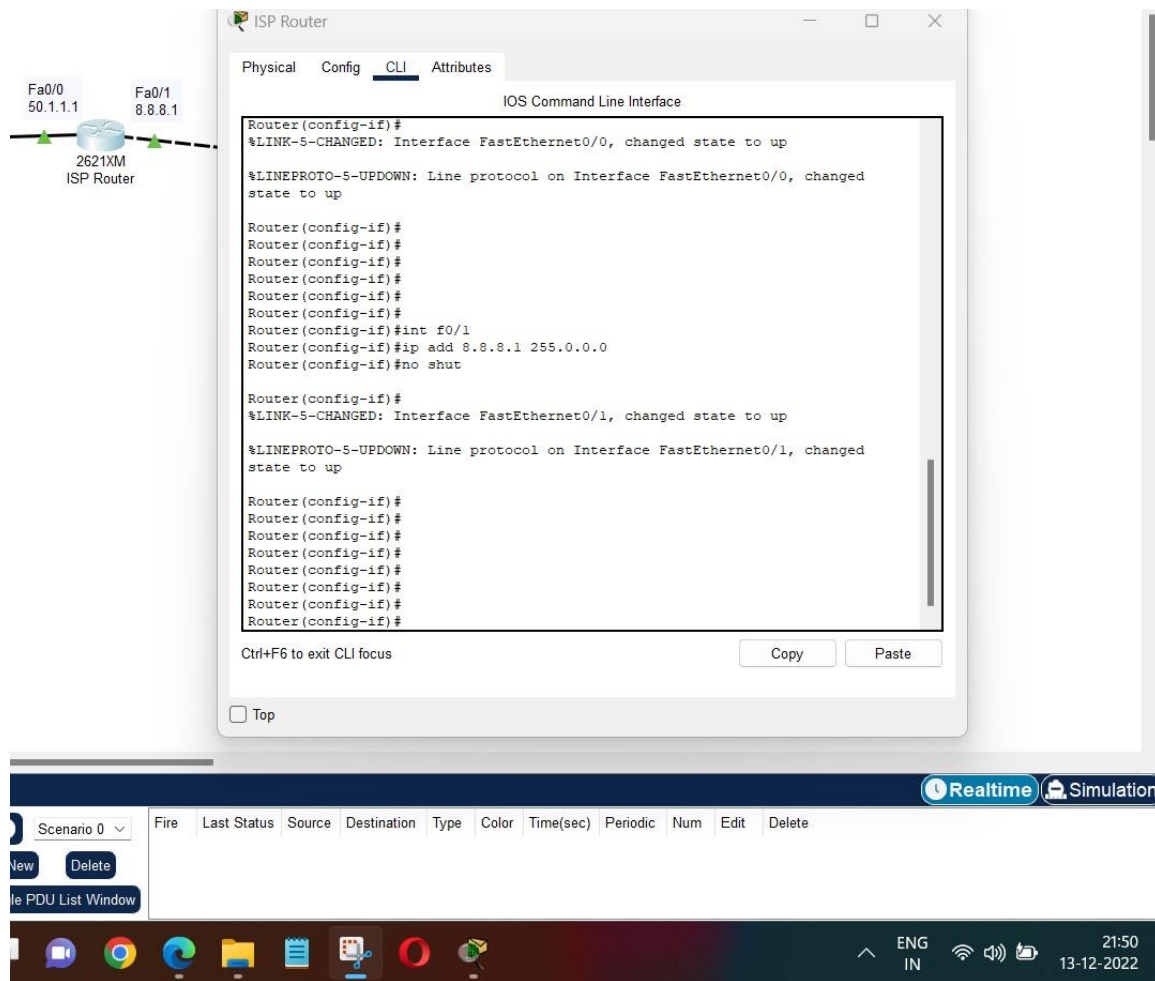 ISP Router
Physical Config CLI Attributes
IOS Command Line Interface
Fa0/0
50.1.1.1
Fa0/1
8.8.8.1
2621XM
ISP Router
Router(config-if)#
%LINK-5-CHANGED: Interface FastEthernet0/0, changed state to up
%LINEPROTO-5-UPDOWN: Line protocol on Interface FastEthernet0/0, changed
state to up
Router(config-if)#
Router(config-if)#
Router(config-if)#
Router(config-if)#
Router(config-if)#
Router(config-if)#
Router(config-if)#int f0/1
Router(config-if)#ip add 8.8.8.1 255.0.0.0
Router(config-if)#no shut
Router(config-if)#
%LINK-5-CHANGED: Interface FastEthernet0/1, changed state to up
%LINEPROTO-5-UPDOWN: Line protocol on Interface FastEthernet0/1, changed
state to up
Router(config-if)#
Router(config-if)#
Router(config-if)#
Router(config-if)#
Router(config-if)#
Router(config-if)#
Router(config-if)#
Router(config-if)#
Ctrl+F6 to exit CLI focus
Copy Paste
Top
Realtime Simulation
Scenario 0
Fire Last Status Source Destination Type Color Time(sec) Periodic Num Edit Delete
New Delete
le PDU List Window
ENG
IN
21:50
13-12-2022